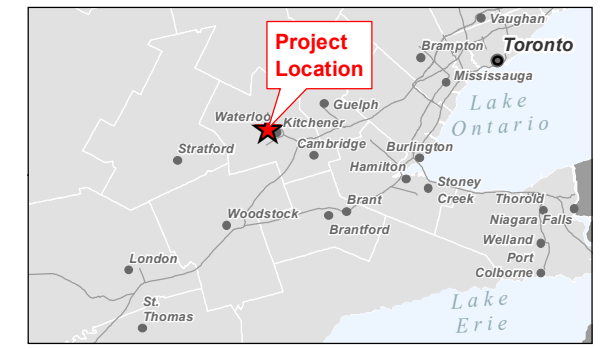 Vaughan
Project
Location
Brampton
Toronto
Mississauga
Lake
Ontario
Guelph
Waterloo
Kitchener
Stratford
Cambridge
Burlington
Hamilton
Stoney
Creek
Thorold
Niagara Falls
Woodstock
Brant
Brantford
Welland
Port
Colborne
London
St.
Thomas
Lake
Erie